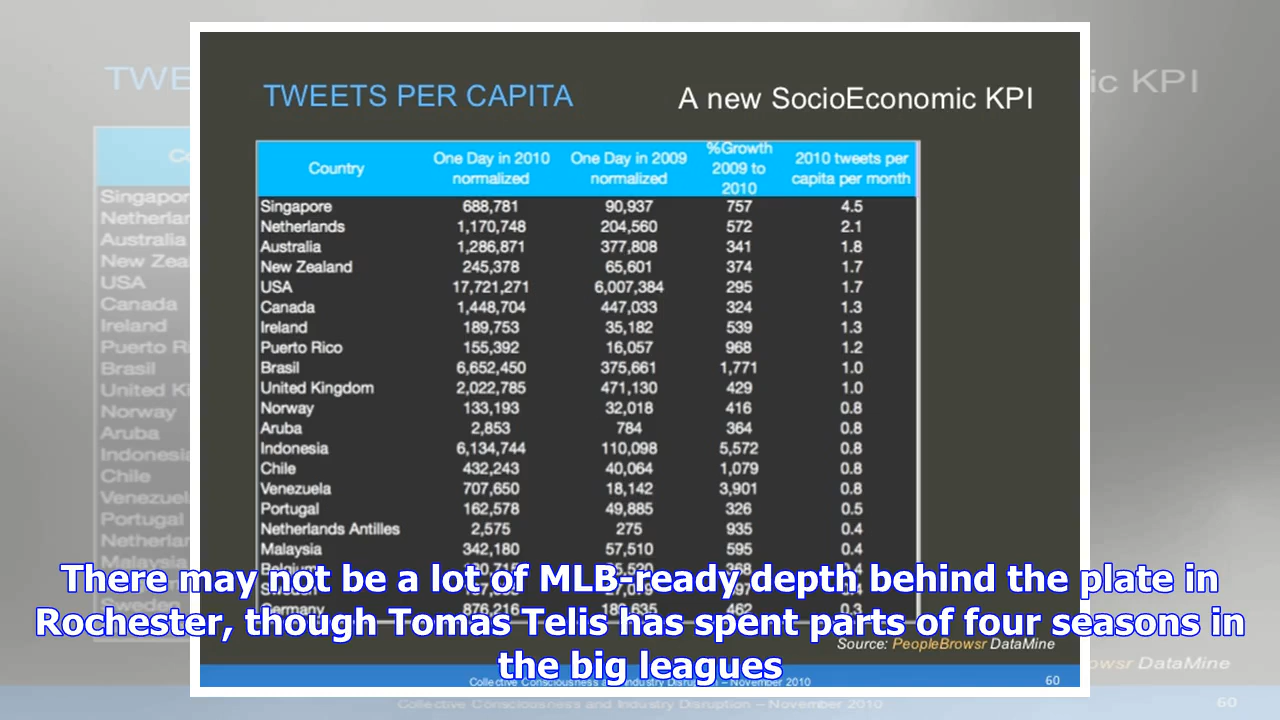 TWEETS PER CAPITA
A new SocioEconomic KPI
Country One Day in 2010 normalized One Day in 2009 normalized %Growth 2009 to 2010 2010 tweets per capita per month
Singapore 688,781 90,937 757 4.5
Netherlands 1,170,748 204,560 572 2.1
Australia 1,286,871 377,808 341 1.8
New Zealand 245,378 65,601 374 1.7
USA 17,721,271 6,007,384 295 1.7
Canada 1,448,704 447,033 324 1.3
Ireland 189,753 35,182 539 1.3
Puerto Rico 155,392 16,057 968 1.2
Brasil 6,652,450 375,661 1,771 1.0
United Kingdom 2,022,785 471,130 429 1.0
Norway 133,193 32,018 416 0.8
Aruba 2,853 784 364 0.8
Indonesia 6,134,744 110,098 5,572 0.8
Chile 432,243 40,064 1,079 0.8
Venezuela 707,650 18,142 3,901 0.8
Portugal 162,578 49,885 326 0.5
Netherlands Antilles 2,575 275 935 0.4
Malaysia 342,180 57,510 595 0.4
Germany 876,216 462 0.3
There may not be a lot of MLB-ready depth behind the plate in
Rochester, though Tomas Telis has spent parts of four seasons in
the big leagues
Source: PeopleBrowsr DataMine
Collective Consciousness and Industry Disruption – November 2010 60